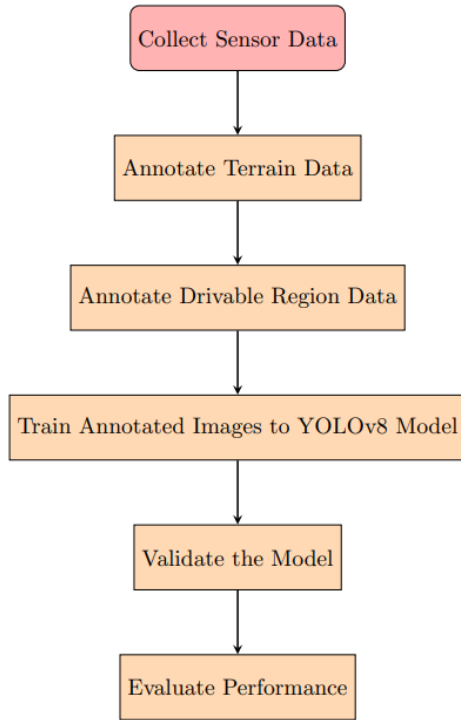 Collect Sensor Data
Annotate Terrain Data
Annotate Drivable Region Data
Train Annotated Images to YOLOv8 Model
Validate the Model
Evaluate Performance